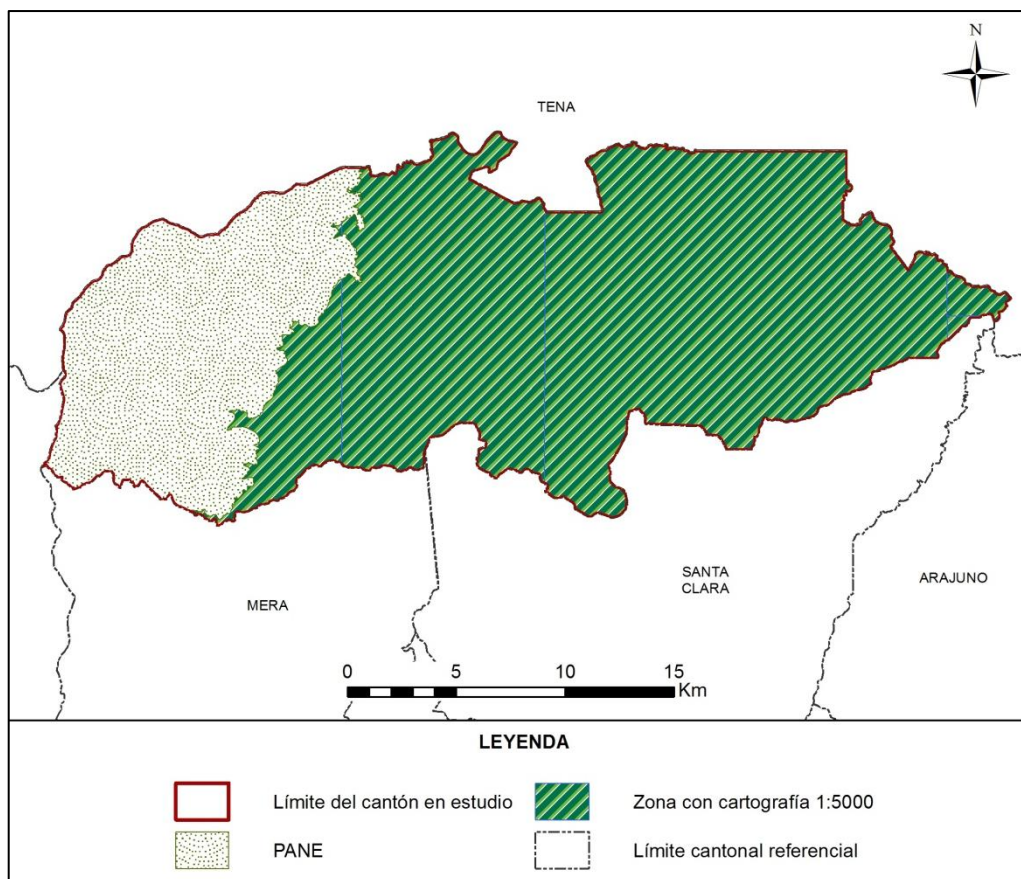 N
TENA
SANTA
CLARA
ARAJUNO
MERA
0 5 10 15
Km
LEYENDA
Límite del cantón en estudio
Zona con cartografía 1:5000
PANE
Límite cantonal referencial